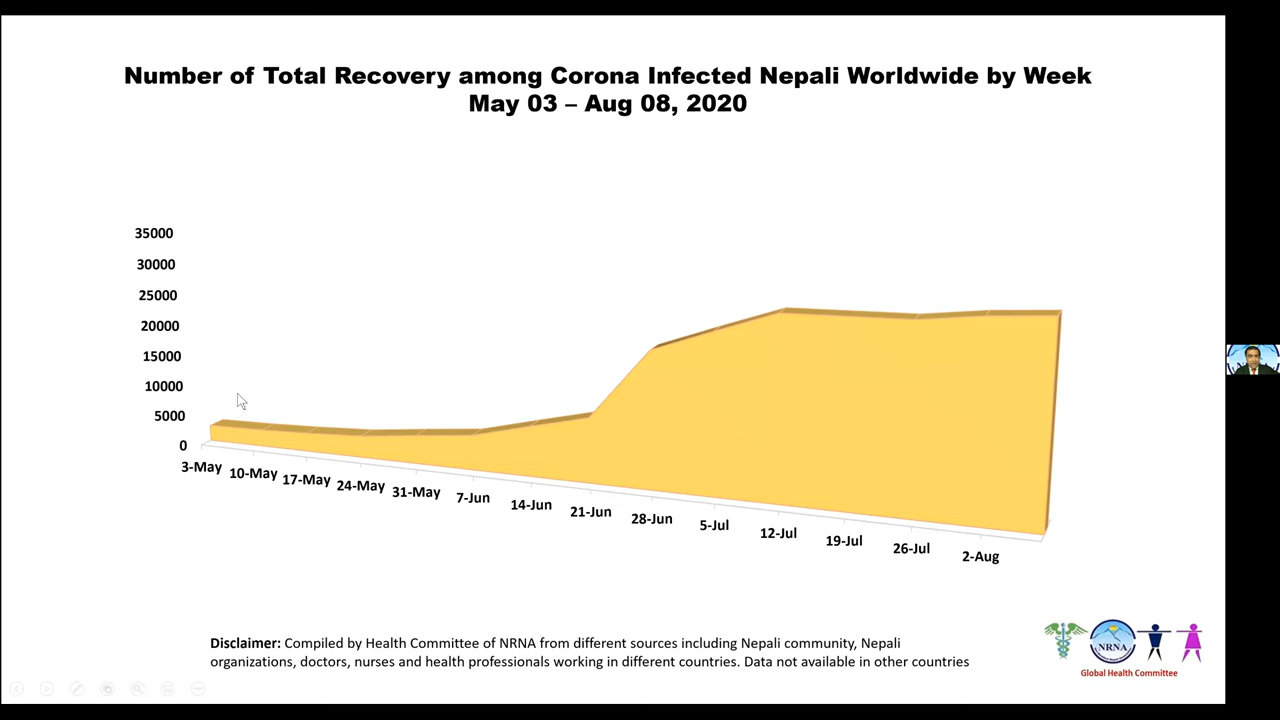 Number of Total Recovery among Corona Infected Nepali Worldwide by Week
May 03 – Aug 08, 2020
35000
30000
25000
20000
15000
10000
5000
0
3-May
10-May
17-May
24-May
31-May
7-Jun
14-Jun
21-Jun
28-Jun
5-Jul
12-Jul
19-Jul
26-Jul
2-Aug
Disclaimer: Compiled by Health Committee of NRNA from different sources including Nepali community, Nepali
organizations, doctors, nurses and health professionals working in different countries. Data not available in other countries
NRNA
Global Health Committee